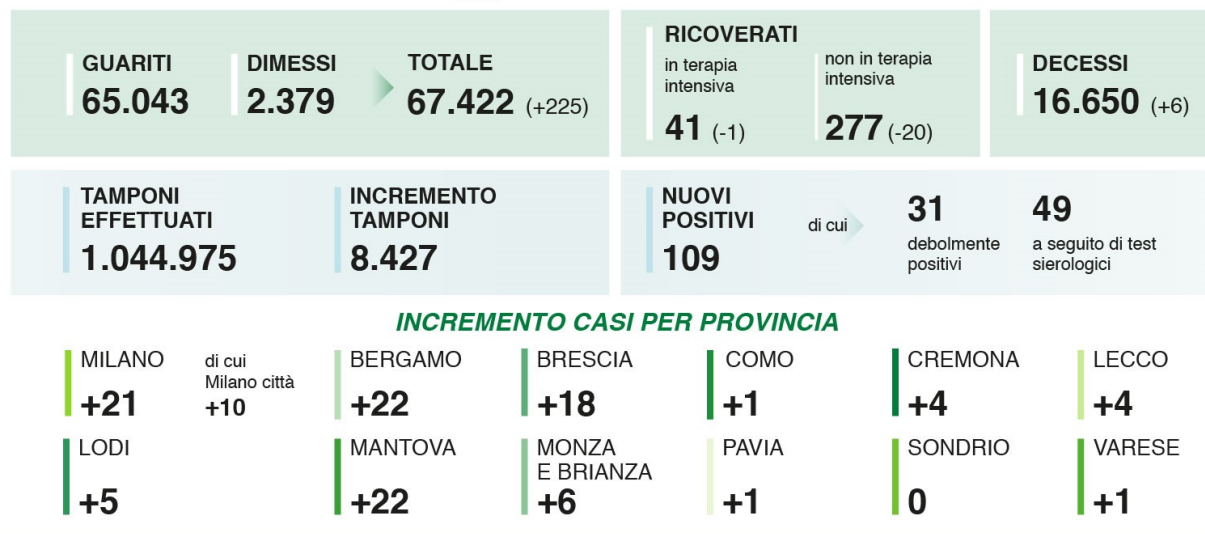 GUARITI
65.043
DIMESSI
2.379
TOTALE
67.422 (+225)
RICOVERATI
in terapia
intensiva
41 (-1)
non in terapia
intensiva
277 (-20)
DECESSI
16.650 (+6)
TAMPONI
EFFETTUATI
1.044.975
INCREMENTO
TAMPONI
8.427
NUOVI
POSITIVI
109
di cui
31
debolmente
positivi
49
a seguito di test
sierologici
INCREMENTO CASI PER PROVINCIA
MILANO
+21
di cui
Milano città
+10
BERGAMO
+22
BRESCIA
+18
COMO
+1
CREMONA
+4
LECCO
+4
LODI
+5
MANTOVA
+22
MONZA
E BRIANZA
+6
PAVIA
+1
SONDRIO
0
VARESE
+1